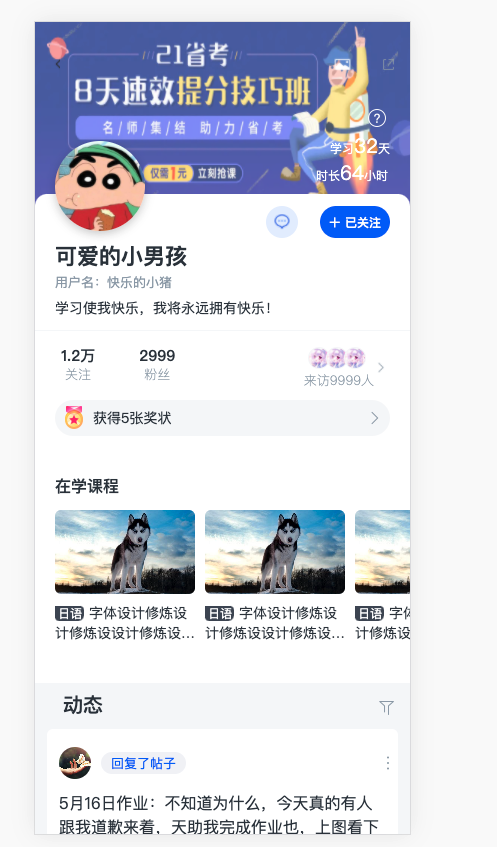 21省考
8天速效提分技巧班
名/师/集/结 助/力/省/考
仅需1元 立刻抢课
学习32天
时长64小时
+ 已关注
可爱的小男孩
用户名：快乐的小猪
学习使我快乐，我将永远拥有快乐！
1.2万
关注
2999
粉丝
来访9999人
获得5张奖状
在学课程
日语 字体设计修炼设
计修炼设设计修炼设…
日语 字体设计修炼设
计修炼设设计修炼设…
日语 字体
计修炼
动态
回复了帖子
5月16日作业：不知道为什么，今天真的有人
跟我道歉来着，天助我完成作业也，上图看下